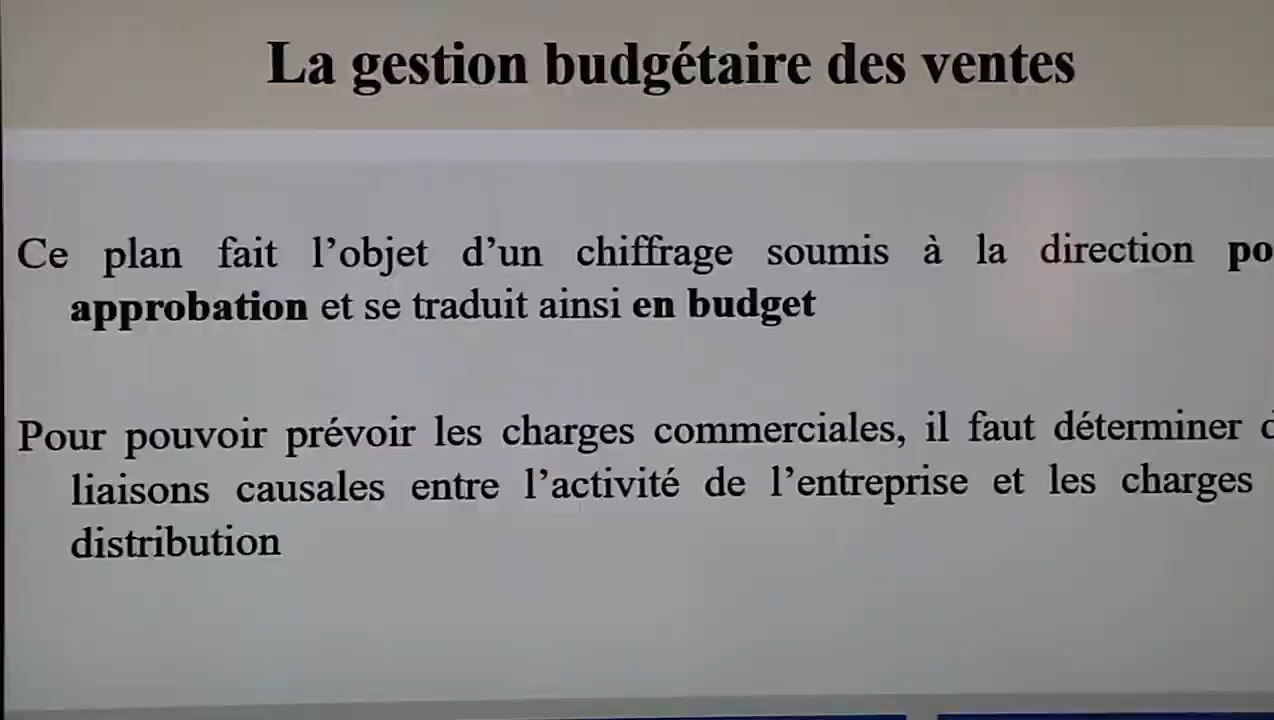 La gestion budgétaire des ventes
Ce plan fait l’objet d’un chiffrage soumis à la direction
approbation et se traduit ainsi en budget
Pour pouvoir prévoir les charges commerciales, il faut déterminer
liaisons causales entre l’activité de l’entreprise et les charges
distribution